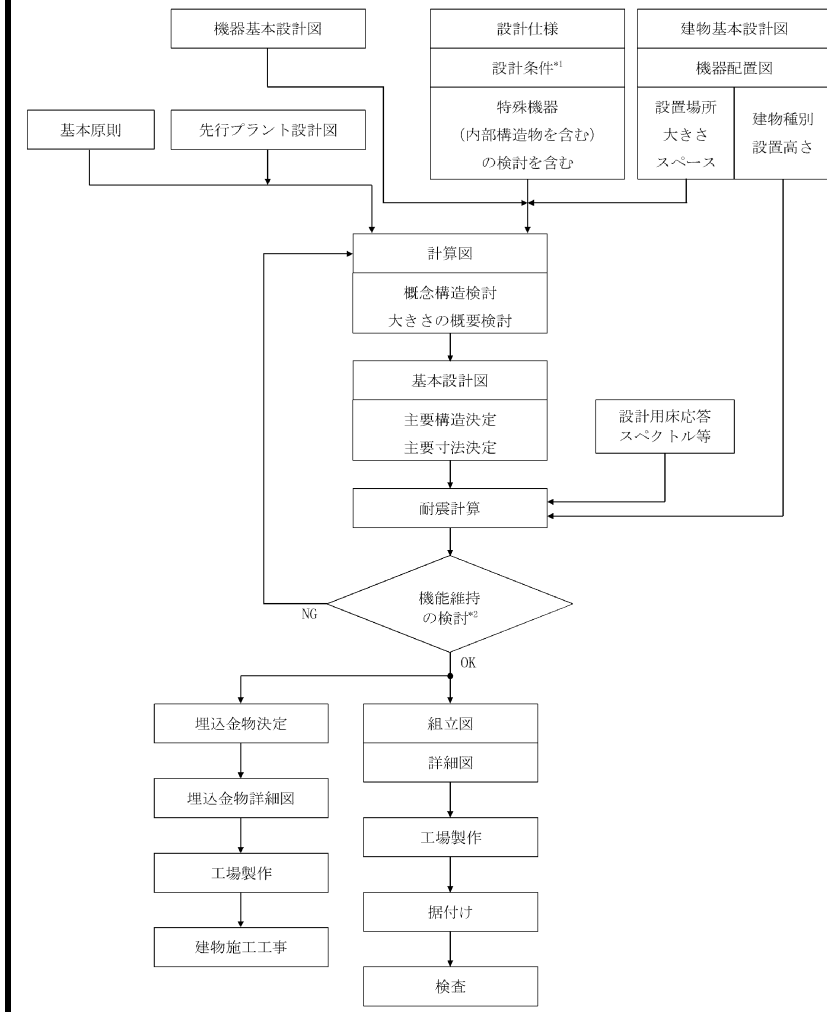 機器基本設計図
設計仕様
設計条件*1
特殊機器
(内部構造物を含む)
の検討を含む
建物基本設計図
機器配置図
設置場所
大きさ
スペース
建物種別
設置高さ
基本原則
先行プラント設計図
計算図
概念構造検討
大きさの概要検討
基本設計図
主要構造決定
主要寸法決定
設計用床応答
スペクトル等
耐震計算
機能維持
の検討*2
NG
OK
埋込金物決定
埋込金物詳細図
工場製作
建物施工工事
組立図
詳細図
工場製作
据付け
検査